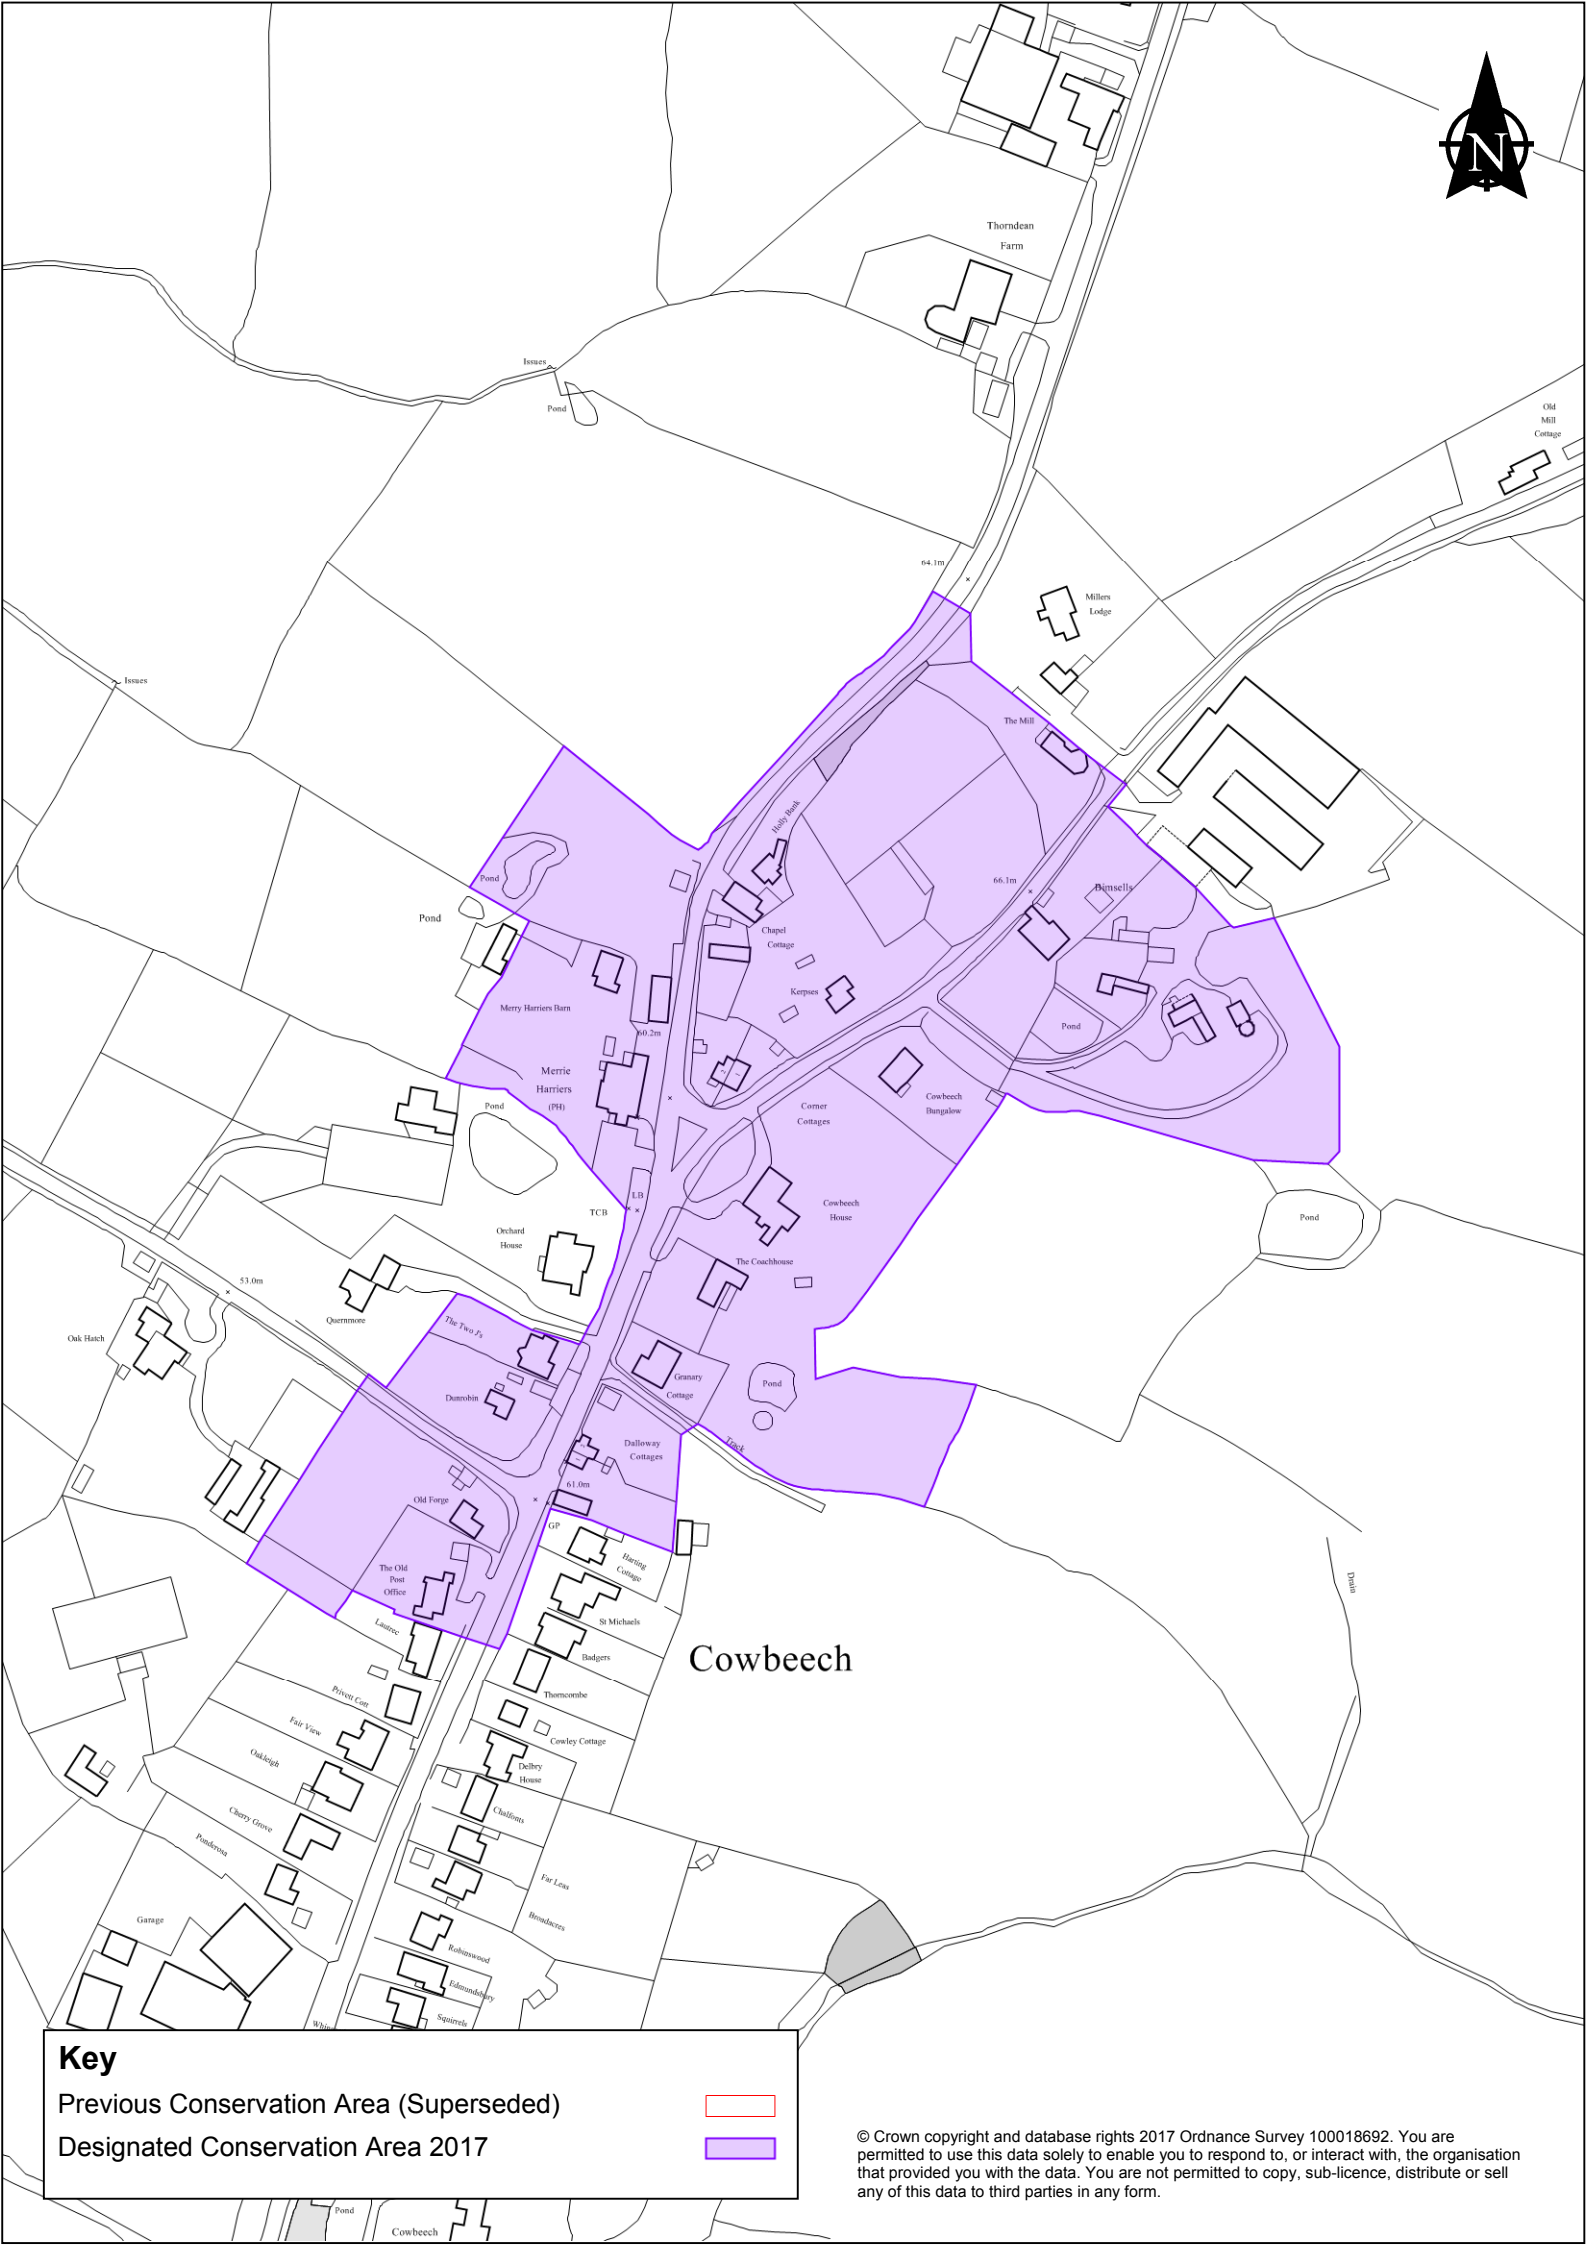 N
Thorndean
Farm
Issues
Pond
Old
Mill
Cottage
64.1m
Millers
Lodge
Issues
The Mill
Holly Bank
Pond
66.1m
Bimsells
Pond
Chapel
Cottage
Kerpses
Merry Harriers Barn
60.2m
Pond
Merrie
Harriers
(PH)
Pond
2
1
Corner
Cottages
Cowbeech
Bungalow
LB
TCB
Cowbeech
House
Pond
Orchard
House
The Coachhouse
53.0m
Quernmore
The Two J's
Oak Hatch
Granary
Cottage
Pond
Dunrobin
Track
Dalloway
Cottages
61.0m
Old Forge
GP
Harting
Cottage
The Old
Post
Office
Drain
St Michaels
Lautrec
Cowbeech
Badgers
Thorncombe
Privett Cott
Fair View
Cowley Cottage
Oakleigh
Delbry
House
Chalfonts
Cherry Grove
Ponderosa
Far Leas
Broadacres
Garage
Robinswood
Edmundsbury
Squirrels
Key
Previous Conservation Area (Superseded)
Designated Conservation Area 2017
© Crown copyright and database rights 2017 Ordnance Survey 100018692. You are
permitted to use this data solely to enable you to respond to, or interact with, the organisation
that provided you with the data. You are not permitted to copy, sub-licence, distribute or sell
any of this data to third parties in any form.
Pond
Cowbeech